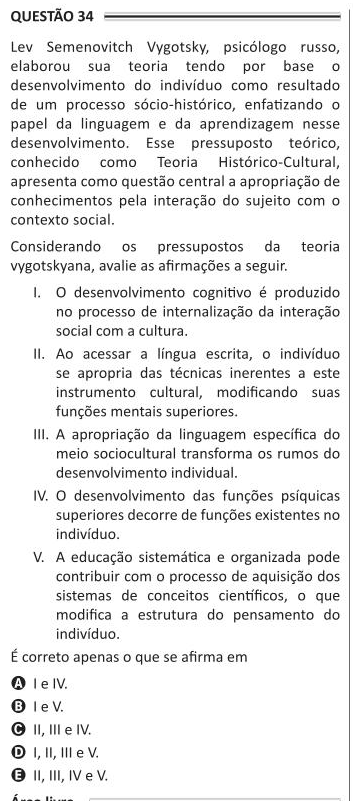 QUESTÃO 34
Lev Semenovitch Vygotsky, psicólogo russo,
elaborou sua teoria tendo por base o
desenvolvimento do indivíduo como resultado
de um processo sócio-histórico, enfatizando o
papel da linguagem e da aprendizagem nesse
desenvolvimento. Esse pressuposto teórico,
conhecido como Teoria Histórico-Cultural,
apresenta como questão central a apropriação de
conhecimentos pela interação do sujeito com o
contexto social.
Considerando os pressupostos da teoria
vygotskyana, avalie as afirmações a seguir.
I. O desenvolvimento cognitivo é produzido
no processo de internalização da interação
social com a cultura.
II. Ao acessar a língua escrita, o indivíduo
se apropria das técnicas inerentes a este
instrumento cultural, modificando suas
funções mentais superiores.
III. A apropriação da linguagem específica do
meio sociocultural transforma os rumos do
desenvolvimento individual.
IV. O desenvolvimento das funções psíquicas
superiores decorre de funções existentes no
indivíduo.
V. A educação sistemática e organizada pode
contribuir com o processo de aquisição dos
sistemas de conceitos científicos, o que
modifica a estrutura do pensamento do
indivíduo.
É correto apenas o que se afirma em
A I e IV.
B I e V.
C II, III e IV.
D I, II, III e V.
E II, III, IV e V.